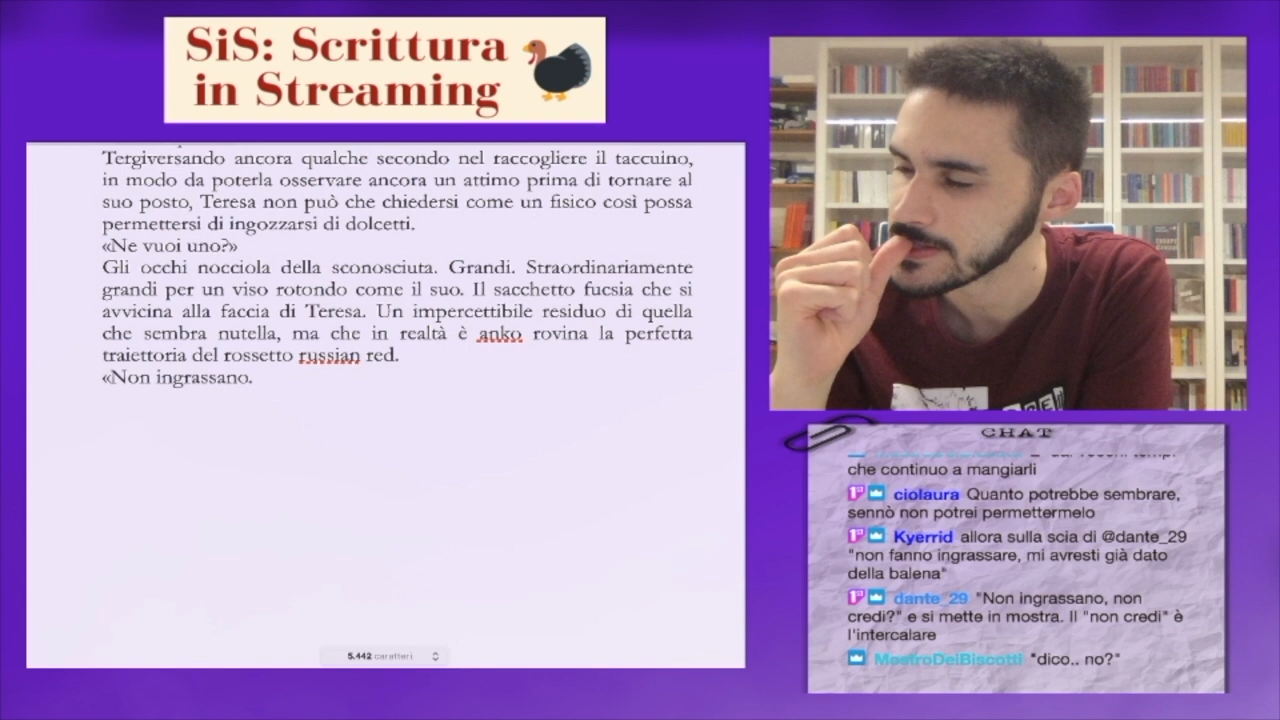 SiS: Scrittura
in Streaming
Tergiversando ancora qualche secondo nel raccogliere il taccuino,
in modo da poterla osservare ancora un attimo prima di tornare al
suo posto, Teresa non può che chiedersi come un fisico così possa
permettersi di ingozzarsi di dolcetti.
«Ne vuoi uno?»
Gli occhi nocciola della sconosciuta. Grandi. Straordinariamente
grandi per un viso rotondo come il suo. Il sacchetto fucsia che si
avvicina alla faccia di Teresa. Un impercettibile residuo di quella
che sembra nutella, ma che in realtà è anko rovina la perfetta
traiettoria del rossetto russian red.
«Non ingrassano.
5.442 caratteri
CHAT
che continuo a mangiarli
ciolaura Quanto potrebbe sembrare,
sennò non potrei permettermelo
Kyerrid allora sulla scia di @dante_29
"non fanno ingrassare, mi avresti già dato
della balena"
dante_29 "Non ingrassano, non
credi?" e si mette in mostra. Il "non credi" è
l'intercalare
MostroDeiBiscotti "dico.. no?"